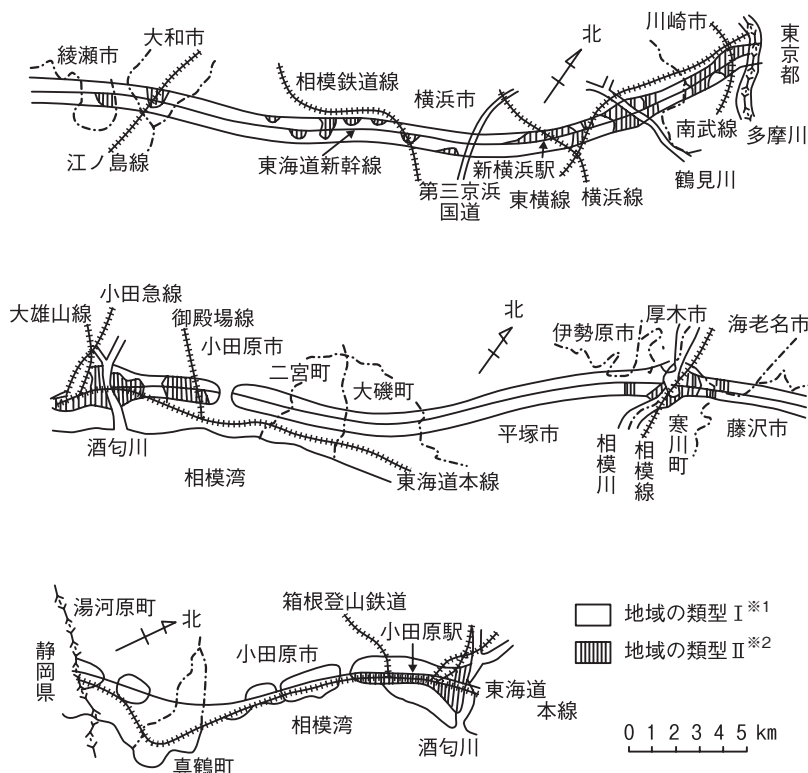 綾瀬市
大和市
江ノ島線
相模鉄道線
東海道新幹線
横浜市
第三京浜
国道
北
新横浜駅
東横線
横浜線
川崎市
南武線
鶴見川
東京都
多摩川
小田急線
大雄山線
御殿場線
小田原市
酒匂川
相模湾
二宮町
大磯町
東海道本線
北
平塚市
伊勢原市
厚木市
海老名市
相模川
相模線
寒川町
藤沢市
湯河原町
静岡県
北
真鶴町
小田原市
相模湾
箱根登山鉄道
小田原駅
東海道
本線
酒匂川
地域の類型Ⅰ※1
地域の類型Ⅱ※2
0 1 2 3 4 5 km